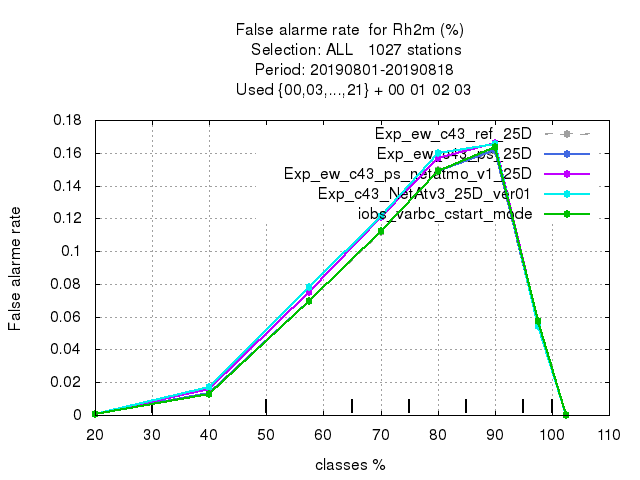 False alarme rate  for Rh2m (%)
Selection: ALL   1027 stations
Period: 20190801-20190818
Used {00,03,...,21} + 00 01 02 03
0.18
0.16
0.14
0.12
0.1
0.08
0.06
0.04
0.02
0
False alarme rate
Exp_ew_c43_ref_25D
Exp_ew_c43_ps_25D
Exp_ew_c43_ps_netatmo_v1_25D
Exp_c43_NetAtv3_25D_ver01
iobs_varbc_cstart_mode
20 30 40 50 60 70 80 90 100 110
classes %